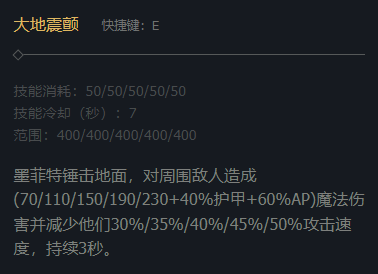 大地震颤 快捷键：E
技能消耗：50/50/50/50/50
技能冷却（秒）：7
范围：400/400/400/400/400
墨菲特锤击地面，对周围敌人造成
(70/110/150/190/230+40%护甲+60%AP)魔法伤
害并减少他们30%/35%/40%/45%/50%攻击速
度，持续3秒。